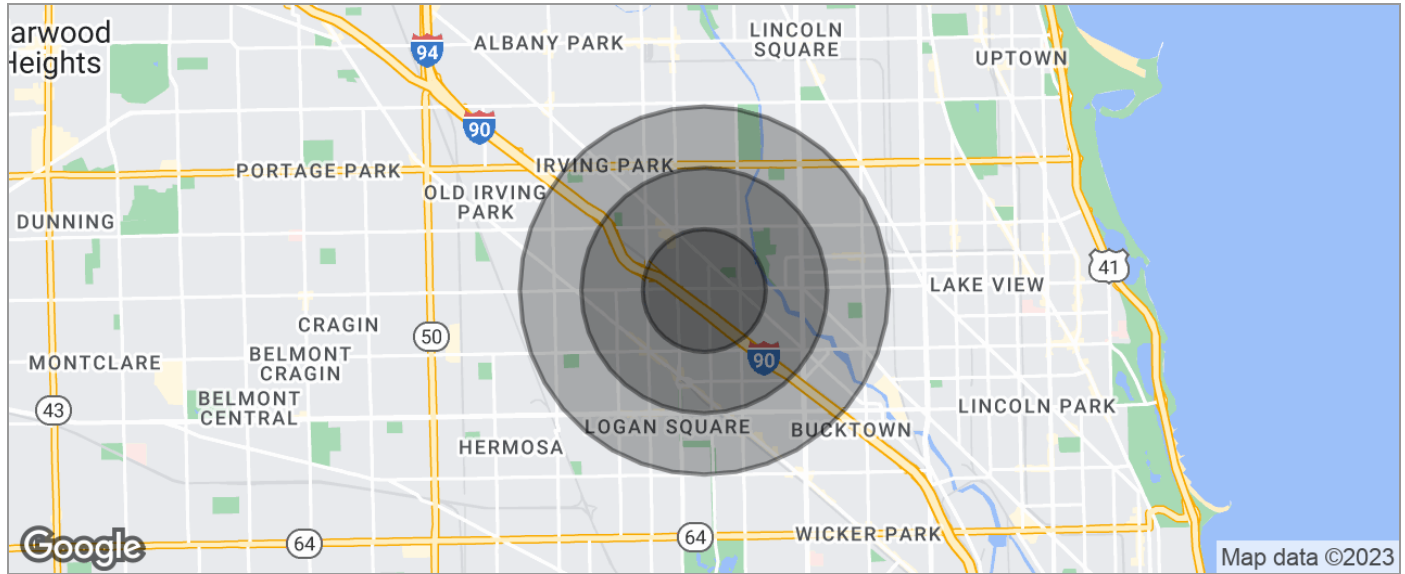 arwood
Heights
94
ALBANY PARK
LINCOLN
SQUARE
UPTOWN
90
IRVING PARK
PORTAGE PARK
OLD IRVING
PARK
DUNNING
41
LAKE VIEW
CRAGIN
50
MONTCLARE
BELMONT
CRAGIN
90
BELMONT
CENTRAL
43
LINCOLN PARK
LOGAN SQUARE
BUCKTOWN
HERMOSA
64
64
WICKER PARK
Google
Map data ©2023